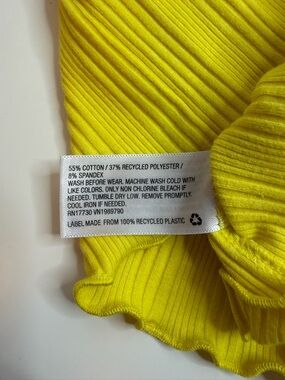 55% COTTON / 37% RECYCLED POLYESTER /
8% SPANDEX
WASH BEFORE WEAR. MACHINE WASH COLD WITH
LIKE COLORS. ONLY NON CHLORINE BLEACH IF
NEEDED. TUMBLE DRY LOW. REMOVE PROMPTLY.
COOL IRON IF NEEDED.
RN17730 VN1989790
LABEL MADE FROM 100% RECYCLED PLASTIC